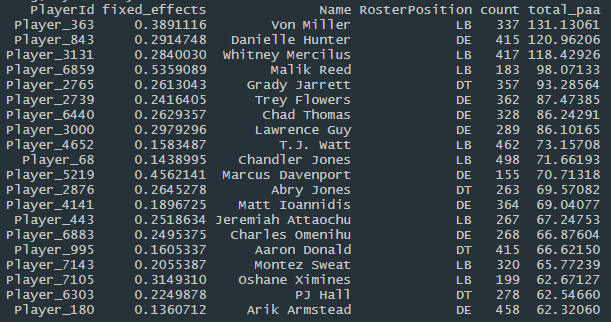 PlayerId fixed_effects Name RosterPosition count total_paa
Player_363 0.3891116 Von Miller LB 337 131.13061
Player_843 0.2914748 Danielle Hunter DE 415 120.96206
Player_3131 0.2840030 Whitney Mercilus LB 417 118.42926
Player_6859 0.5359089 Malik Reed LB 183 98.07133
Player_2765 0.2613043 Grady Jarrett DT 357 93.28564
Player_2739 0.2416405 Trey Flowers DE 362 87.47385
Player_6440 0.2629357 Chad Thomas DE 328 86.24291
Player_3000 0.2979296 Lawrence Guy DE 289 86.10165
Player_4652 0.1583487 T.J. Watt LB 462 73.15708
Player_68 0.1438995 Chandler Jones LB 498 71.66193
Player_5219 0.4562141 Marcus Davenport DE 155 70.71318
Player_2876 0.2645278 Abry Jones DT 263 69.57082
Player_4141 0.1896725 Matt Ioannidis DE 364 69.04077
Player_443 0.2518634 Jeremiah Attaochu LB 267 67.24753
Player_6883 0.2495375 Charles Omenihu DE 268 66.87604
Player_995 0.1605337 Aaron Donald DT 415 66.62150
Player_7143 0.2055387 Montez Sweat LB 320 65.77239
Player_7105 0.3149310 Oshane Ximines LB 199 62.67127
Player_6303 0.2249878 PJ Hall DT 278 62.54660
Player_180 0.1360712 Arik Armstead DE 458 62.32060